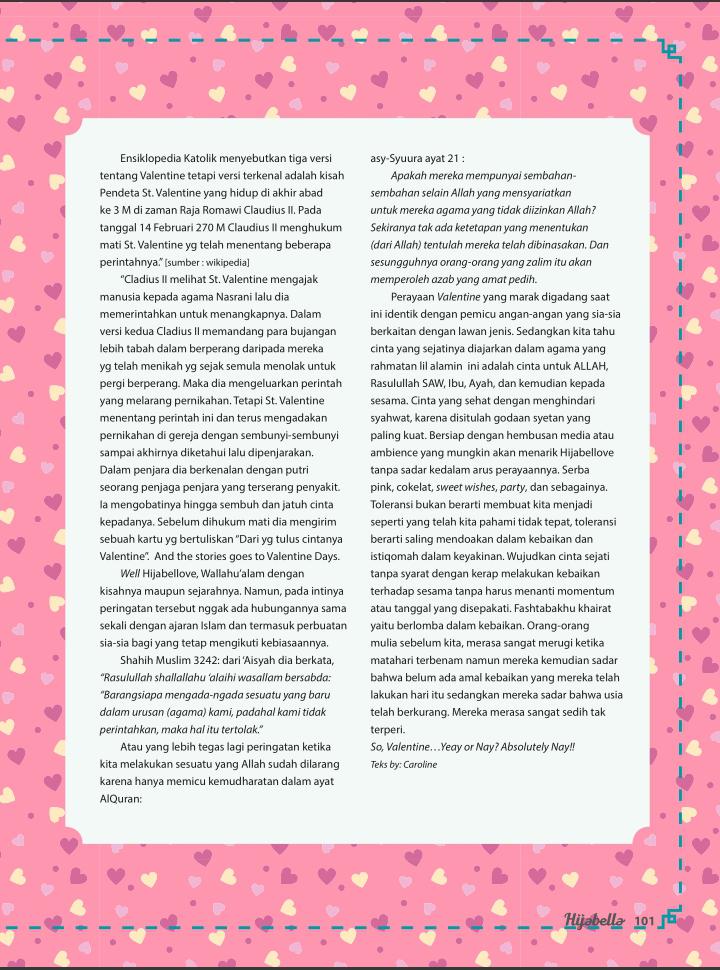 Ensiklopedia Katolik menyebutkan tiga versi
tentang Valentine tetapi versi terkenal adalah kisah
Pendeta St. Valentine yang hidup di akhir abad
ke 3 M di zaman Raja Romawi Claudius II. Pada
tanggal 14 Februari 270 M Claudius II menghukum
mati St. Valentine yg telah menentang beberapa
perintahnya.” [sumber : wikipedia]
“Cladius II melihat St. Valentine mengajak
manusia kepada agama Nasrani lalu dia
memerintahkan untuk menangkapnya. Dalam
versi kedua Cladius II memandang para bujangan
lebih tabah dalam berperang daripada mereka
yg telah menikah yg sejak semula menolak untuk
pergi berperang. Maka dia mengeluarkan perintah
yang melarang pernikahan. Tetapi St. Valentine
menentang perintah ini dan terus mengadakan
pernikahan di gereja dengan sembunyi-sembunyi
sampai akhirnya diketahui lalu dipenjarakan.
Dalam penjara dia berkenalan dengan putri
seorang penjaga penjara yang terserang penyakit.
Ia mengobatinya hingga sembuh dan jatuh cinta
kepadanya. Sebelum dihukum mati dia mengirim
sebuah kartu yg bertuliskan “Dari yg tulus cintanya
Valentine”. And the stories goes to Valentine Days.
Well Hijabellove, Wallahu’alam dengan
kisahnya maupun sejarahnya. Namun, pada intinya
peringatan tersebut nggak ada hubungannya sama
sekali dengan ajaran Islam dan termasuk perbuatan
sia-sia bagi yang tetap mengikuti kebiasaannya.
Shahih Muslim 3242: dari ‘Aisyah dia berkata,
“Rasulullah shallallahu ‘alaihi wasallam bersabda:
“Barangsiapa mengada-ngada sesuatu yang baru
dalam urusan (agama) kami, padahal kami tidak
perintahkan, maka hal itu tertolak.”
Atau yang lebih tegas lagi peringatan ketika
kita melakukan sesuatu yang Allah sudah dilarang
karena hanya memicu kemudharatan dalam ayat
AlQuran:
asy-Syuura ayat 21 :
Apakah mereka mempunyai sembahan-
sembahan selain Allah yang mensyariatkan
untuk mereka agama yang tidak diizinkan Allah?
Sekiranya tak ada ketetapan yang menentukan
(dari Allah) tentulah mereka telah dibinasakan. Dan
sesungguhnya orang-orang yang zalim itu akan
memperoleh azab yang amat pedih.
Perayaan Valentine yang marak digadang saat
ini identik dengan pemicu angan-angan yang sia-sia
berkaitan dengan lawan jenis. Sedangkan kita tahu
cinta yang sejatinya diajarkan dalam agama yang
rahmatan lil alamin ini adalah cinta untuk ALLAH,
Rasulullah SAW, Ibu, Ayah, dan kemudian kepada
sesama. Cinta yang sehat dengan menghindari
syahwat, karena disitulah godaan syetan yang
paling kuat. Bersiap dengan hembusan media atau
ambience yang mungkin akan menarik Hijabellove
tanpa sadar kedalam arus perayaannya. Serba
pink, cokelat, sweet wishes, party, dan sebagainya.
Toleransi bukan berarti membuat kita menjadi
seperti yang telah kita pahami tidak tepat, toleransi
berarti saling mendoakan dalam kebaikan dan
istiqomah dalam keyakinan. Wujudkan cinta sejati
tanpa syarat dengan kerap melakukan kebaikan
terhadap sesama tanpa harus menanti momentum
atau tanggal yang disepakati. Fashtabakhu khairat
yaitu berlomba dalam kebaikan. Orang-orang
mulia sebelum kita, merasa sangat merugi ketika
matahari terbenam namun mereka kemudian sadar
bahwa belum ada amal kebaikan yang mereka telah
lakukan hari itu sedangkan mereka sadar bahwa usia
telah berkurang. Mereka merasa sangat sedih tak
terperi.
So, Valentine…Yeay or Nay? Absolutely Nay!!
Teks by: Caroline
Hijabella 101